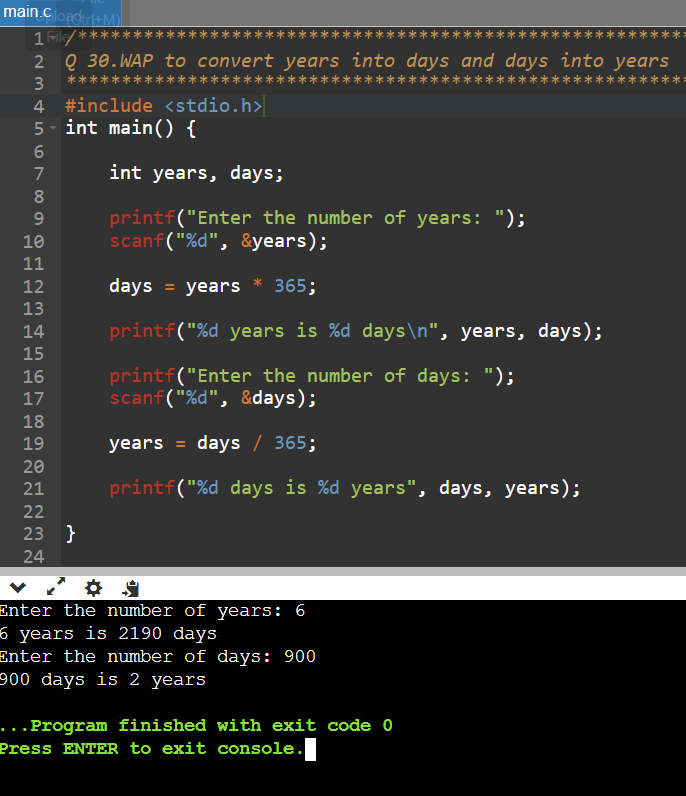 main.c
1 /********************************************************
2 Q 30.WAP to convert years into days and days into years
3 ********************************************************
4 #include <stdio.h>
5 int main() {
6
7 int years, days;
8
9 printf("Enter the number of years: ");
10 scanf("%d", &years);
11
12 days = years * 365;
13
14 printf("%d years is %d days\n", years, days);
15
16 printf("Enter the number of days: ");
17 scanf("%d", &days);
18
19 years = days / 365;
20
21 printf("%d days is %d years", days, years);
22
23 }
24
Enter the number of years: 6
6 years is 2190 days
Enter the number of days: 900
900 days is 2 years
...Program finished with exit code 0
Press ENTER to exit console.